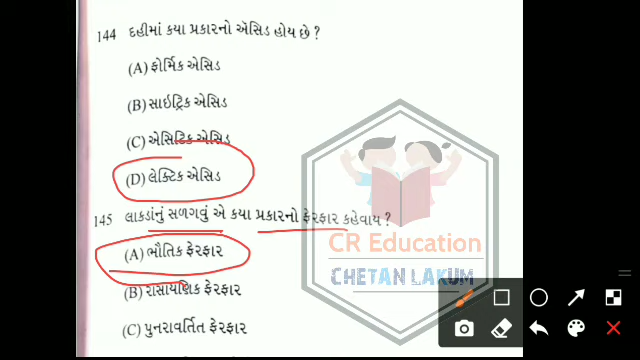 144 દહીંમાં કયા પ્રકારનો ઍસિડ હોય છે ?
(A) ફોર્મિક એસિડ
(B) સાઇટ્રિક એસિડ
(C) એસિટિક એસિડ
(D) લેક્ટિક એસિડ
145 લાકડાંનું સળગવું એ કયા પ્રકારનો ફેરફાર કહેવાય ?
(A) ભૌતિક ફેરફાર
(B) રાસાયણિક ફેરફાર
(C) પુનરાવર્તિત ફેરફાર
CR Education
CHETAN LAKUM